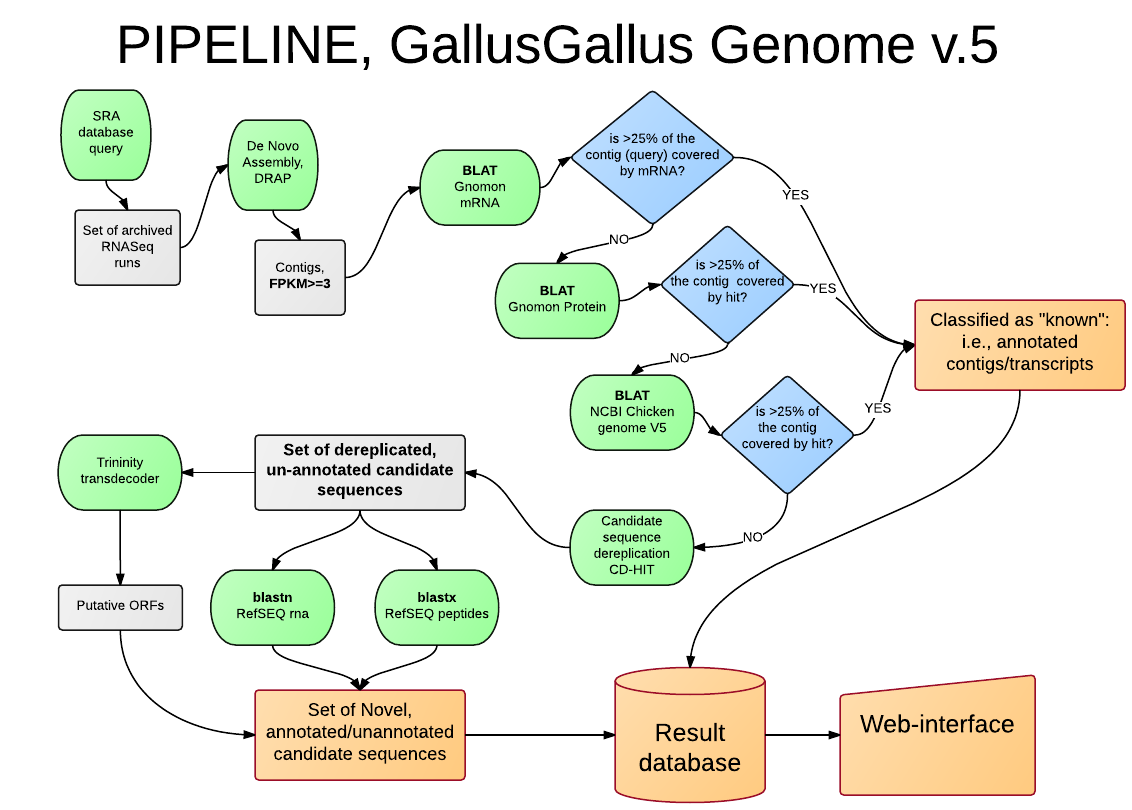 PIPELINE, GallusGallus Genome v.5
SRA
database
query
Set of archived
RNASeq
runs
De Novo
Assembly,
DRAP
Contigs,
FPKM>=3
BLAT
Gnomon
mRNA
is >25% of the
contig (query) covered
by mRNA?
YES
NO
BLAT
Gnomon Protein
is >25% of
the contig covered
by hit?
YES
NO
BLAT
NCBI Chicken
genome V5
is >25% of
the contig
covered by hit?
YES
NO
Classified as "known":
i.e., annotated
contigs/transcripts
Candidate
sequence
dereplication
CD-HIT
Set of dereplicated,
un-annotated candidate
sequences
Trininity
transdecoder
Putative ORFs
blastn
RefSEQ rna
blastx
RefSEQ peptides
Set of Novel,
annotated/unannotated
candidate sequences
Result
database
Web-interface